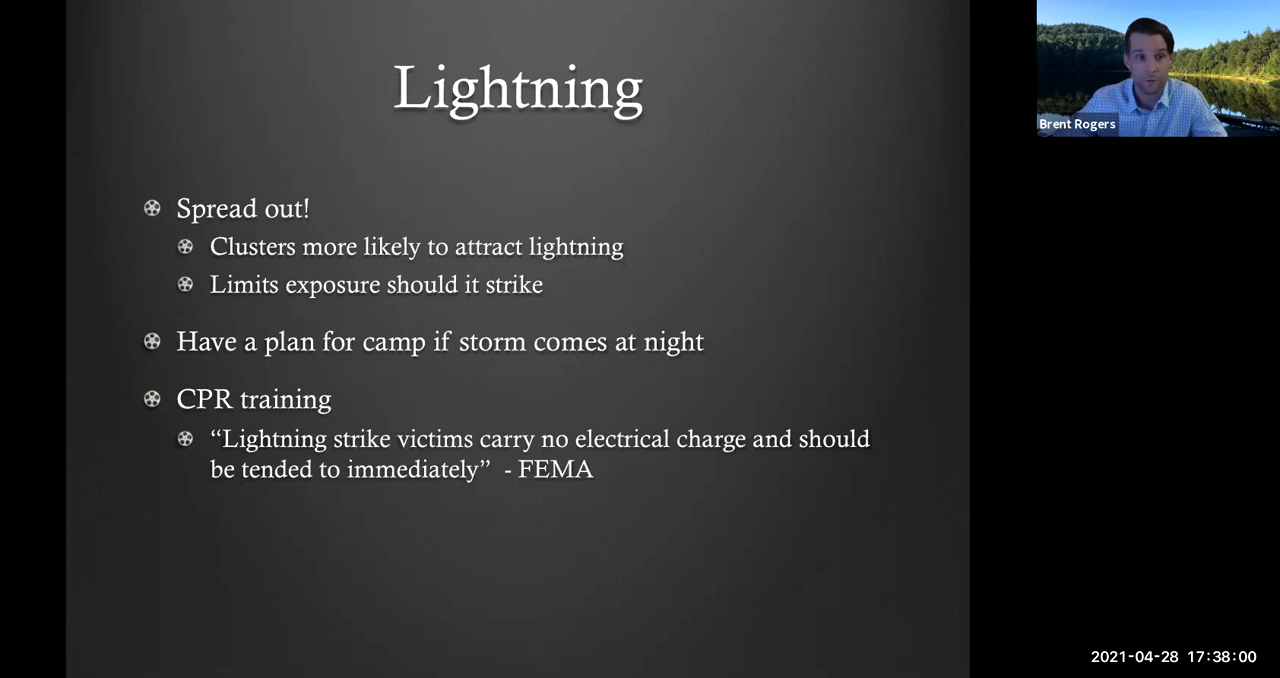 Lightning
Spread out!
Clusters more likely to attract lightning
Limits exposure should it strike
Have a plan for camp if storm comes at night
CPR training
“Lightning strike victims carry no electrical charge and should
be tended to immediately” - FEMA
Brent Rogers
2021-04-28 17:38:00